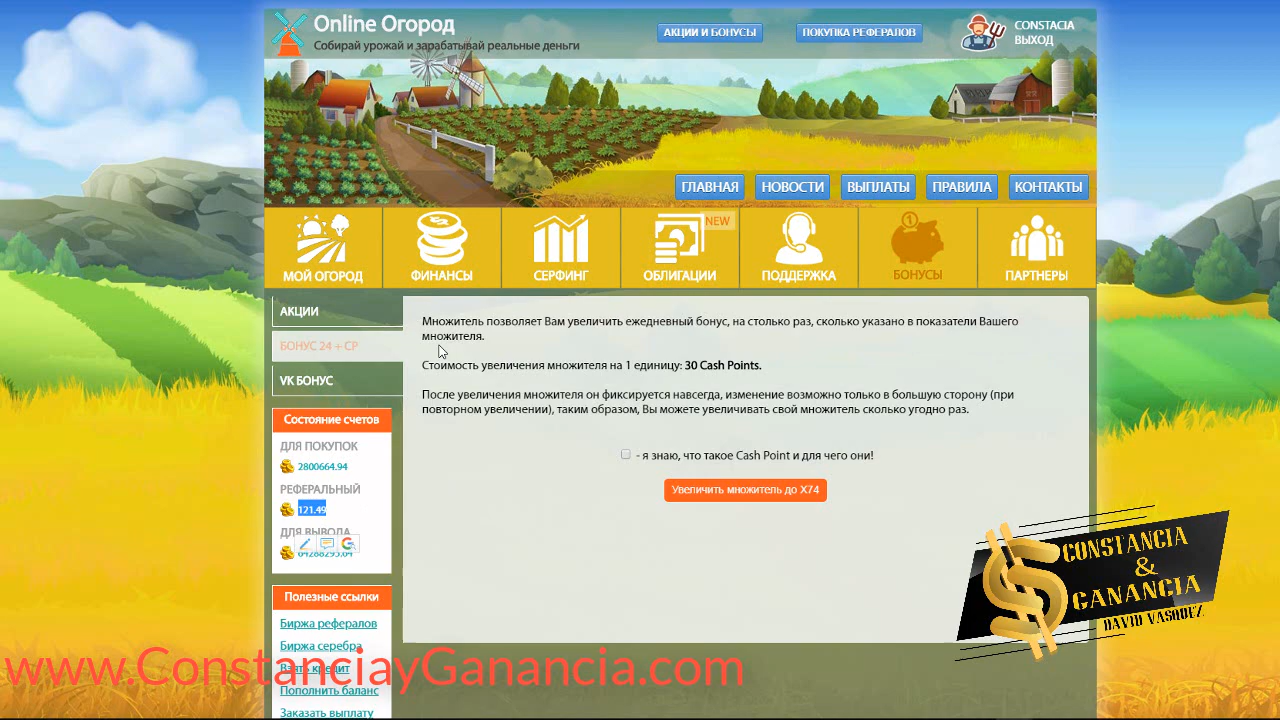 Online Огород
Собирай урожай и зарабатывай реальные деньги
АКЦИИ И БОНУСЫ
ПОКУПКА РЕФЕРАЛОВ
CONSTACIA
ВЫХОД
ГЛАВНАЯ
НОВОСТИ
ВЫПЛАТЫ
ПРАВИЛА
КОНТАКТЫ
МОЙ ОГОРОД
ФИНАНСЫ
СЕРФИНГ
NEW
ОБЛИГАЦИИ
ПОДДЕРЖКА
БОНУСЫ
ПАРТНЕРЫ
АКЦИИ
БОНУС 24 + СР
VK БОНУС
Состояние счетов
ДЛЯ ПОКУПОК
2800664.94
РЕФЕРАЛЬНЫЙ
121.49
ДЛЯ ВЫВОДА
Полезные ссылки
Биржа рефералов
Биржа серебра
Взять кредит
Пополнить баланс
Заказать выплату
Множитель позволяет Вам увеличить ежедневный бонус, на столько раз, сколько указано в показатели Вашего
множителя.
Стоимость увеличения множителя на 1 единицу: 30 Cash Points.
После увеличения множителя он фиксируется навсегда, изменение возможно только в большую сторону (при
повторном увеличении), таким образом, Вы можете увеличивать свой множитель сколько угодно раз.
- я знаю, что такое Cash Point и для чего они!
Увеличить множитель до X74
CONSTANCIA
&
GANANCIA
DAVID VASQUEZ
www.ConstanciayGanancia.com